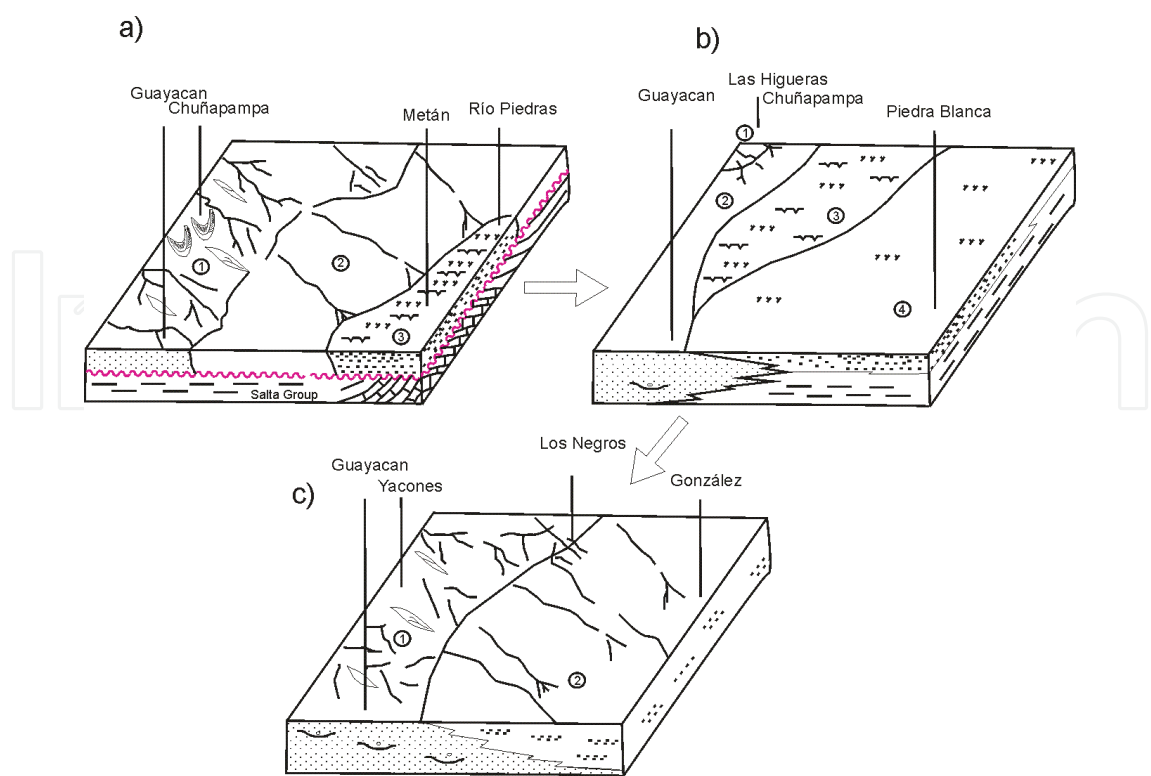 a)
Guayacan
Chuñapampa
Metán
Río Piedras
1
2
3
Salta Group
b)
Las Higueras
Guayacan
Chuñapampa
Piedra Blanca
1
2
3
4
c)
Los Negros
Guayacan
Yacones
González
1
2